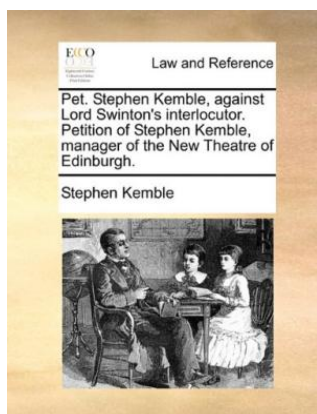 ECCO
Law and Reference
Pet. Stephen Kemble, against
Lord Swinton's interlocutor.
Petition of Stephen Kemble,
manager of the New Theatre of
Edinburgh.
Stephen Kemble